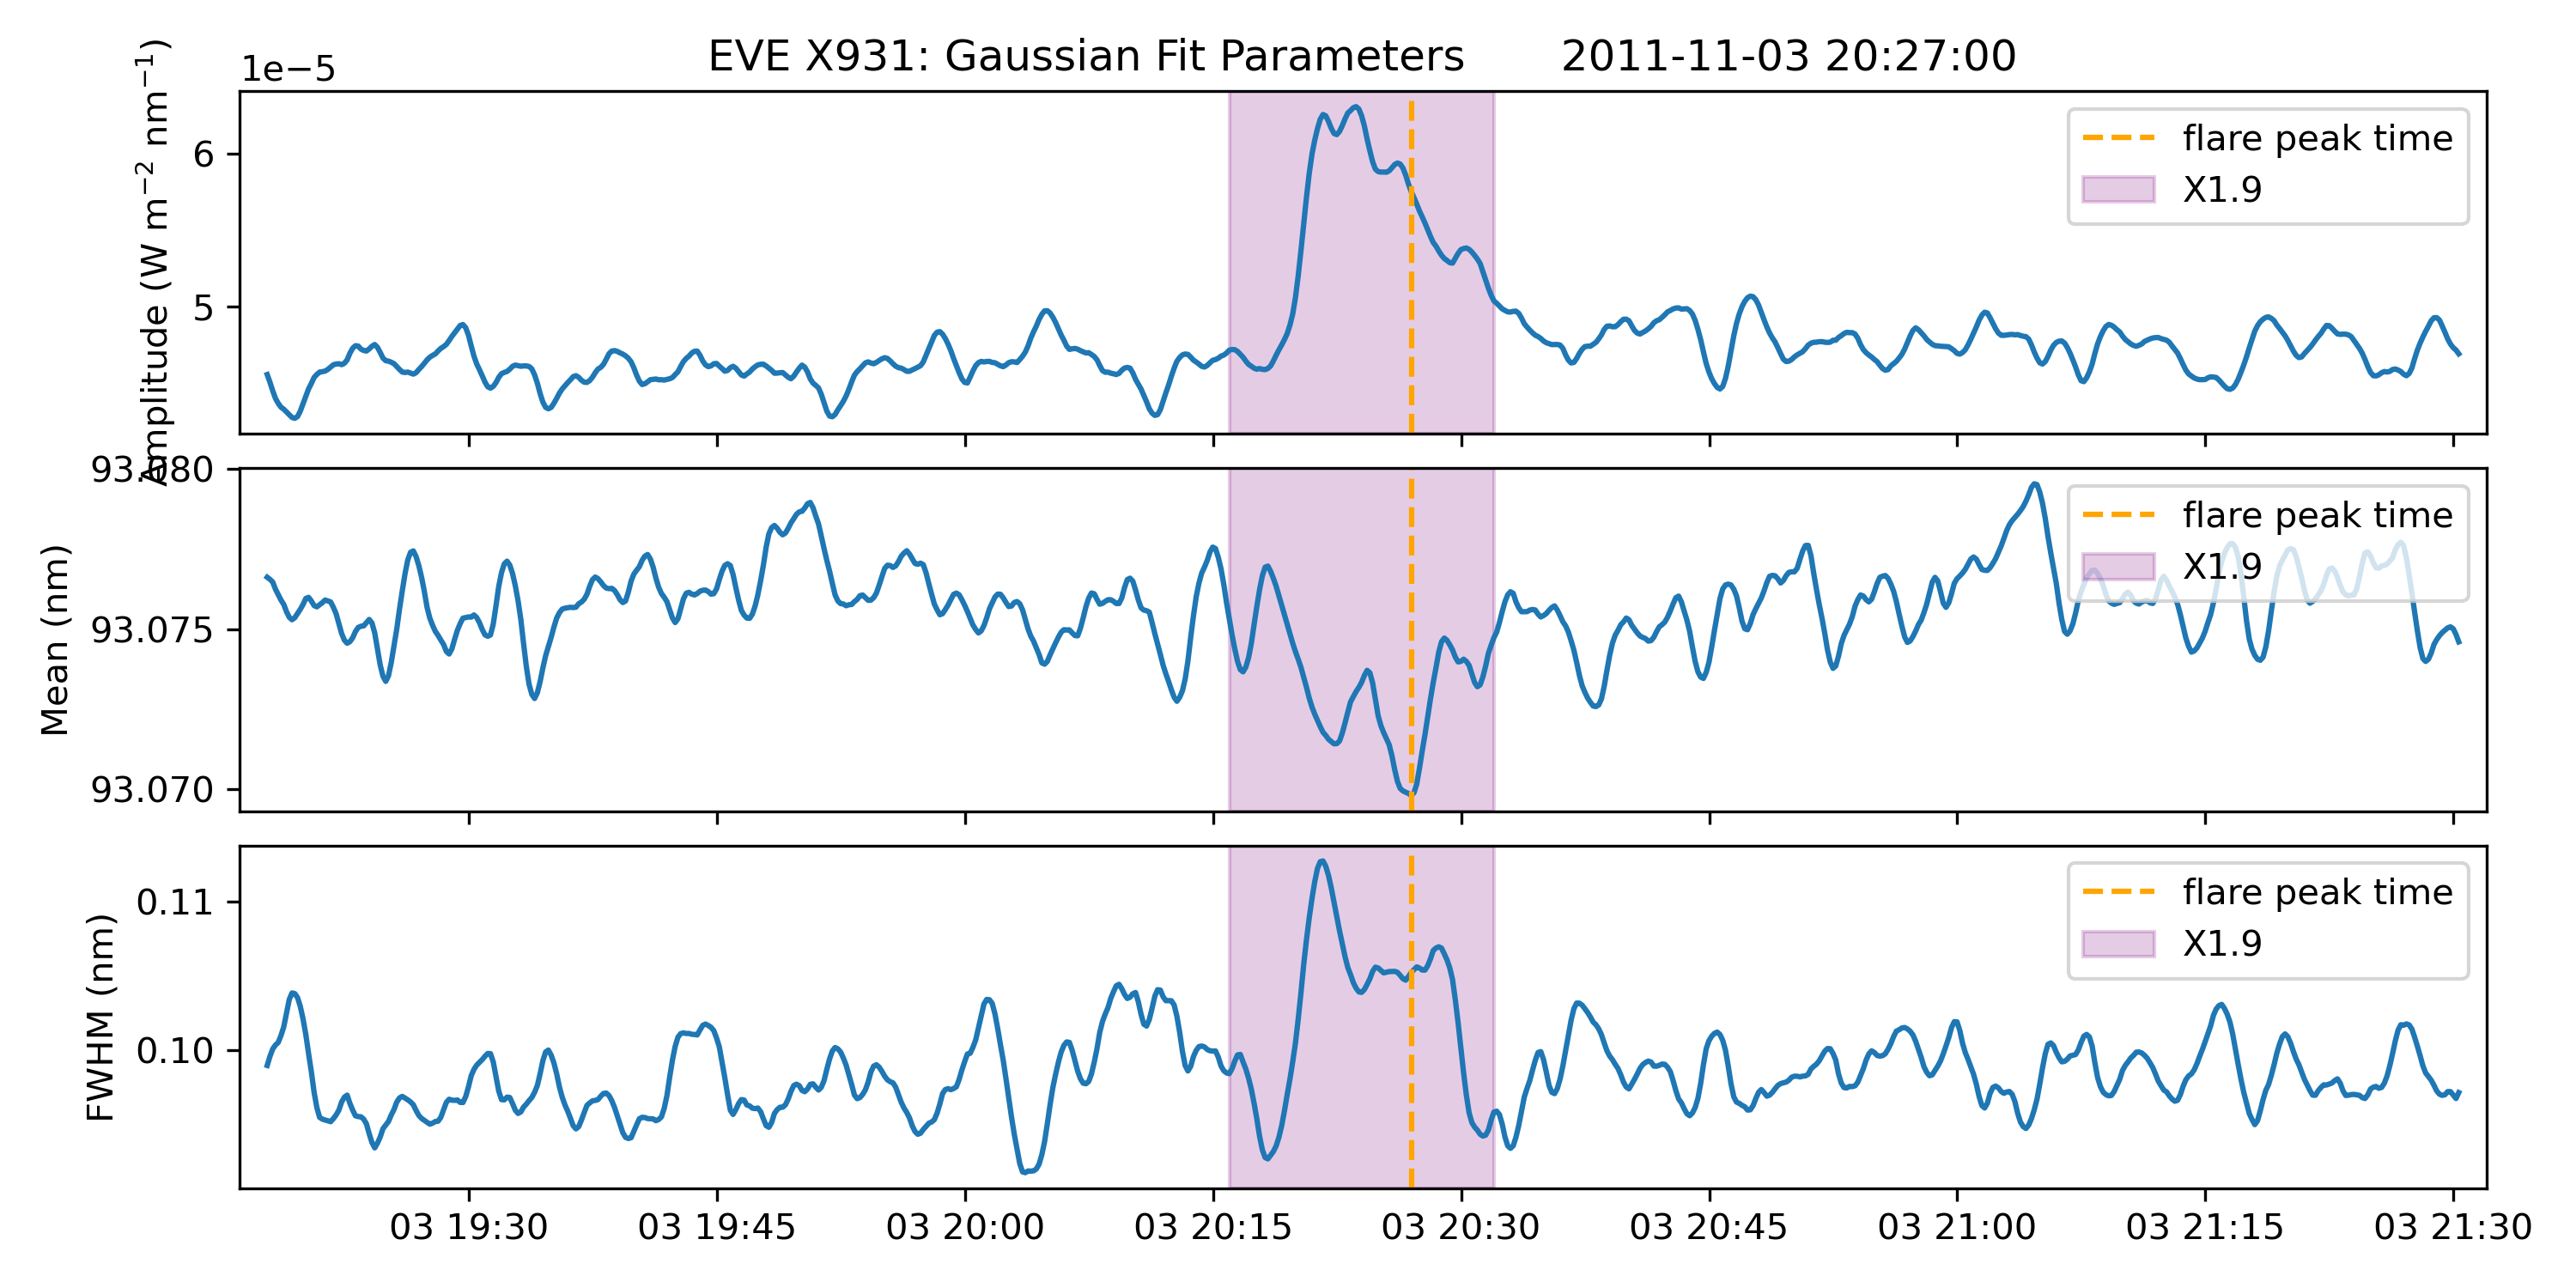 EVE X931: Gaussian Fit Parameters 2011-11-03 20:27:00
1e−5
Amplitude (W m⁻² nm⁻¹)
6
5
flare peak time
X1.9
Mean (nm)
93.080
93.075
93.070
flare peak time
X1.9
FWHM (nm)
0.11
0.10
flare peak time
X1.9
03 19:30 03 19:45 03 20:00 03 20:15 03 20:30 03 20:45 03 21:00 03 21:15 03 21:30